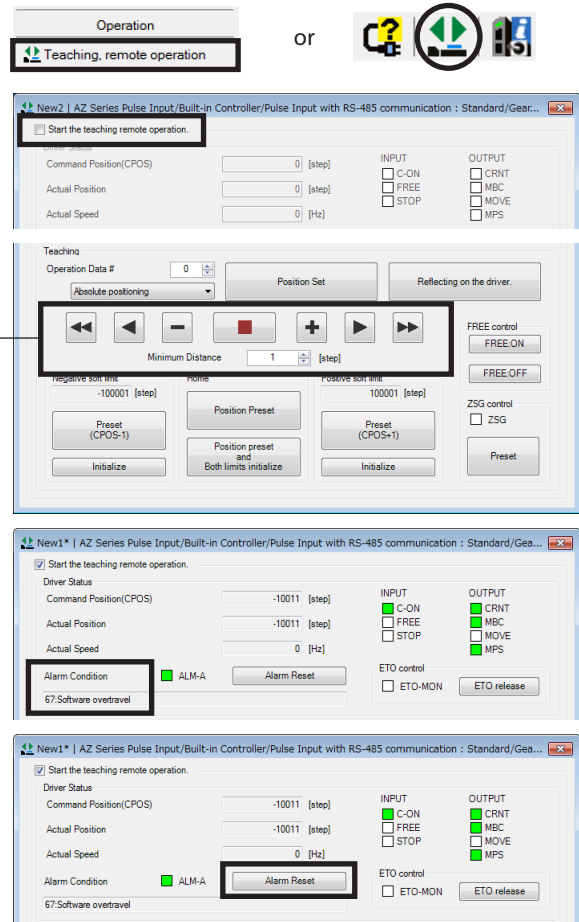 Operation
Teaching, remote operation
or
New2 | AZ Series Pulse Input/Built-in Controller/Pulse Input with RS-485 communication : Standard/Gear...
Start the teaching remote operation.
Driver Status
Command Position(CPOS) 0 [step]
Actual Position 0 [step]
Actual Speed 0 [Hz]
INPUT
C-ON
FREE
STOP
OUTPUT
CRNT
MBC
MOVE
MPS
Teaching
Operation Data # 0
Absolute positioning
Position Set
Reflecting on the driver.
Minimum Distance 1 [step]
FREE control
FREE:ON
FREE:OFF
Negative soft limit
-100001 [step]
Preset
(CPOS-1)
Initialize
Home
Position Preset
Position preset
and
Both limits initialize
Positive soft limit
100001 [step]
Preset
(CPOS+1)
Initialize
ZSG control
ZSG
Preset
New1* | AZ Series Pulse Input/Built-in Controller/Pulse Input with RS-485 communication : Standard/Gea...
Start the teaching remote operation.
Driver Status
Command Position(CPOS) -10011 [step]
Actual Position -10011 [step]
Actual Speed 0 [Hz]
INPUT
C-ON
FREE
STOP
OUTPUT
CRNT
MBC
MOVE
MPS
Alarm Condition ALM-A Alarm Reset
67:Software overtravel
ETO control
ETO-MON ETO release
New1* | AZ Series Pulse Input/Built-in Controller/Pulse Input with RS-485 communication : Standard/Gea...
Start the teaching remote operation.
Driver Status
Command Position(CPOS) -10011 [step]
Actual Position -10011 [step]
Actual Speed 0 [Hz]
INPUT
C-ON
FREE
STOP
OUTPUT
CRNT
MBC
MOVE
MPS
Alarm Condition ALM-A Alarm Reset
67:Software overtravel
ETO control
ETO-MON ETO release